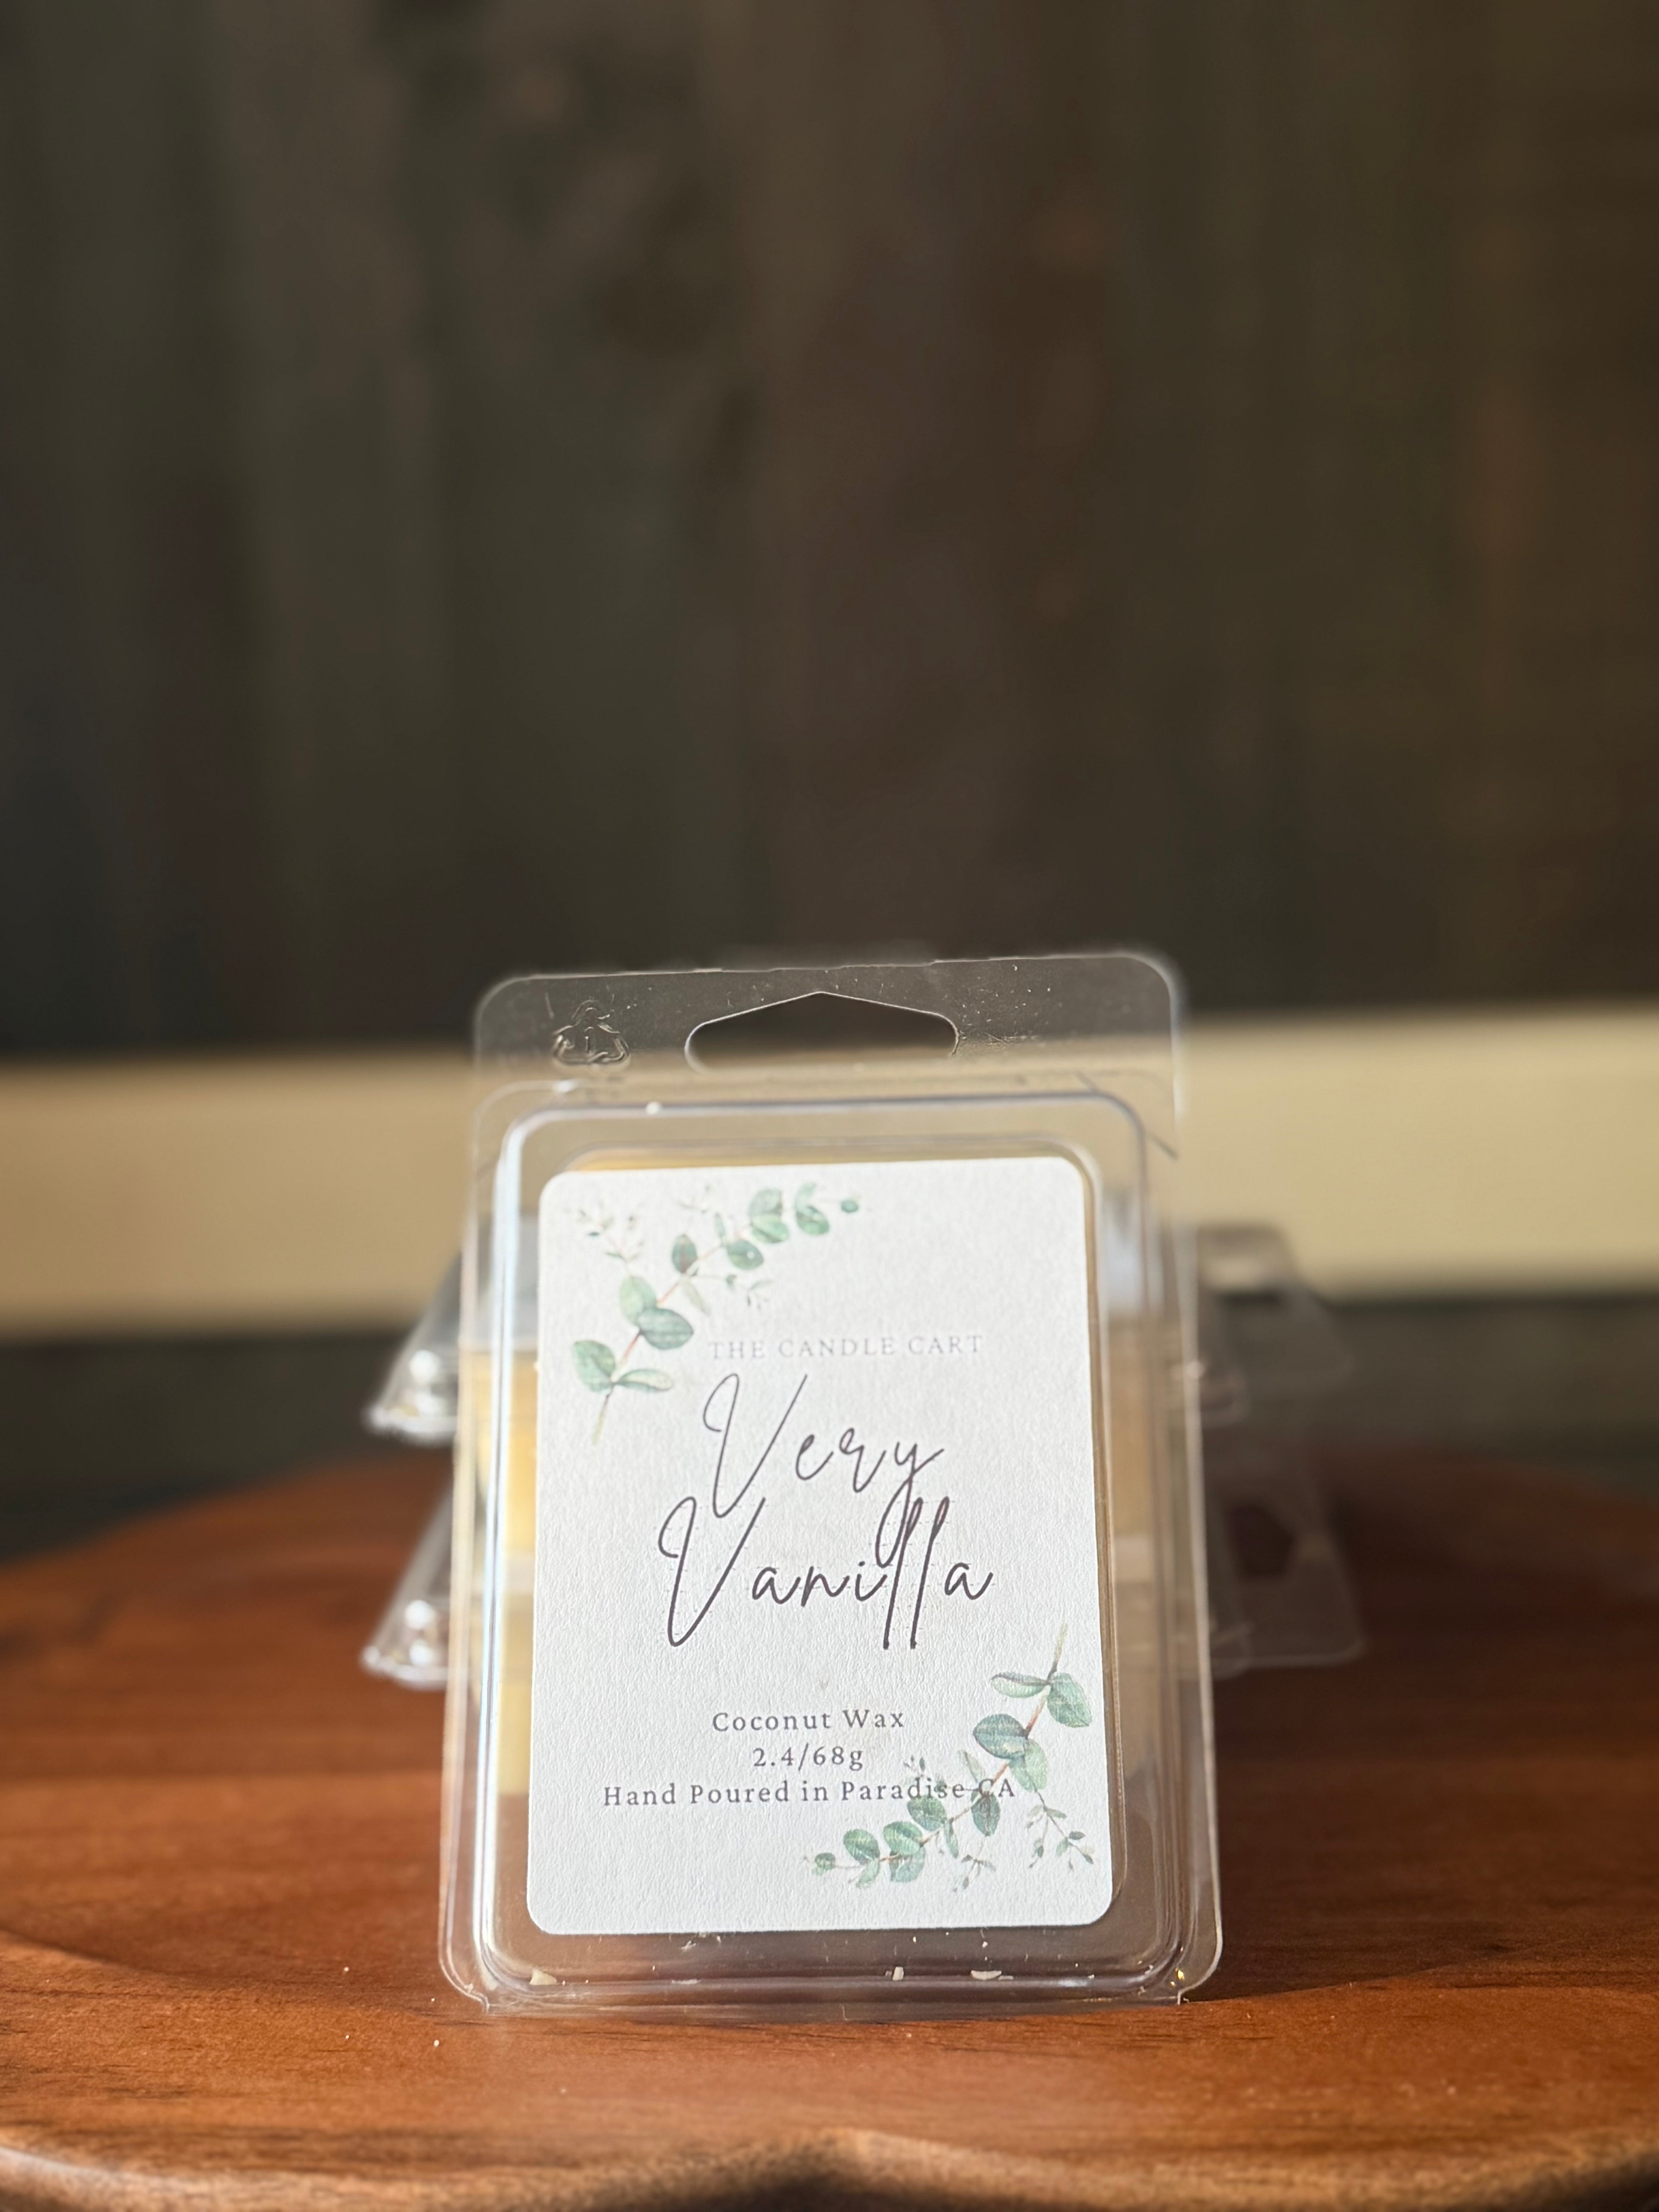 THE CANDLE CART
Very
Vanilla
Coconut Wax
2.4/68g
Hand Poured in Paradise CA